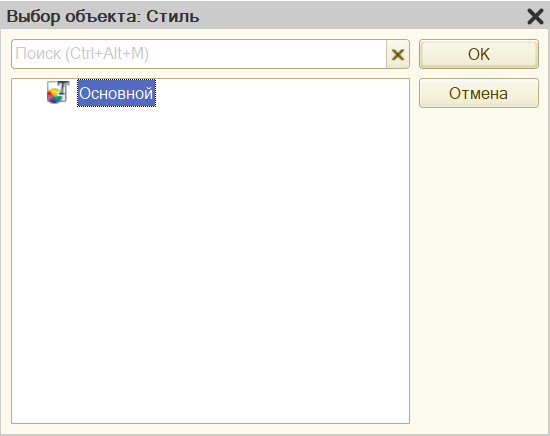 Выбор объекта: Стиль
Поиск (Ctrl+Alt+M)
OK
Основной
Отмена